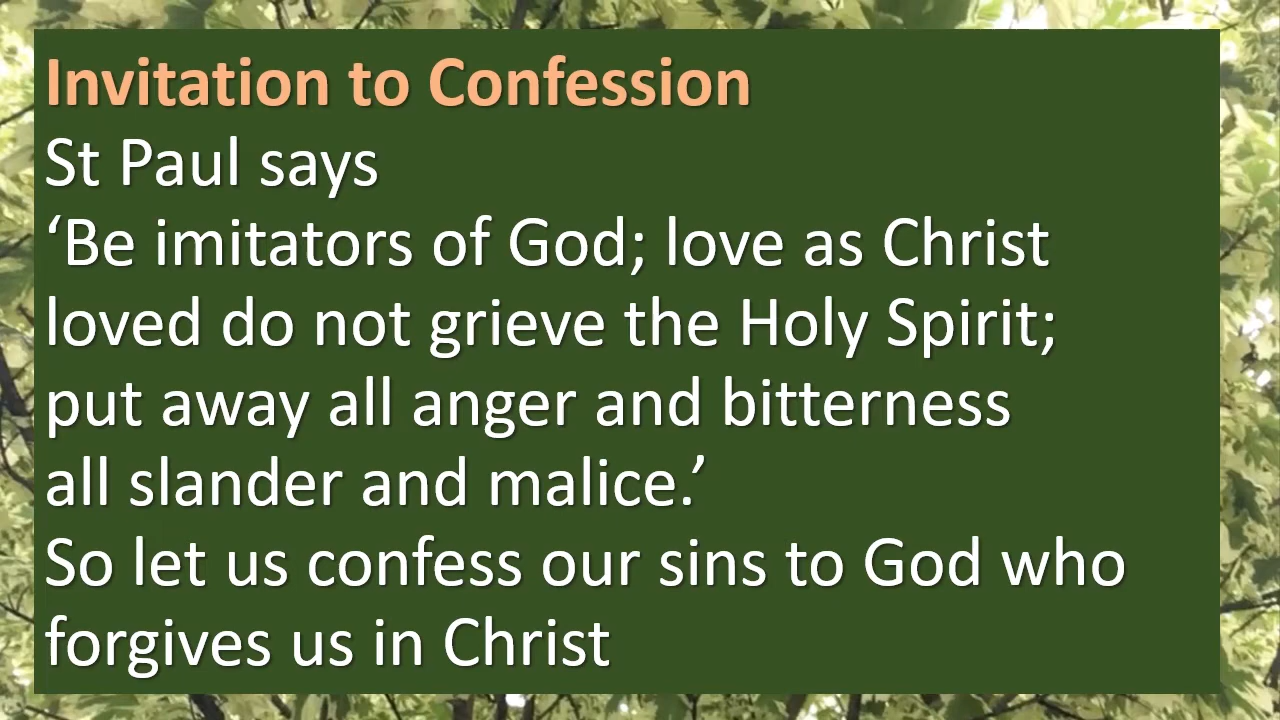 Invitation to Confession
St Paul says
‘Be imitators of God; love as Christ
loved do not grieve the Holy Spirit;
put away all anger and bitterness
all slander and malice.’
So let us confess our sins to God who
forgives us in Christ